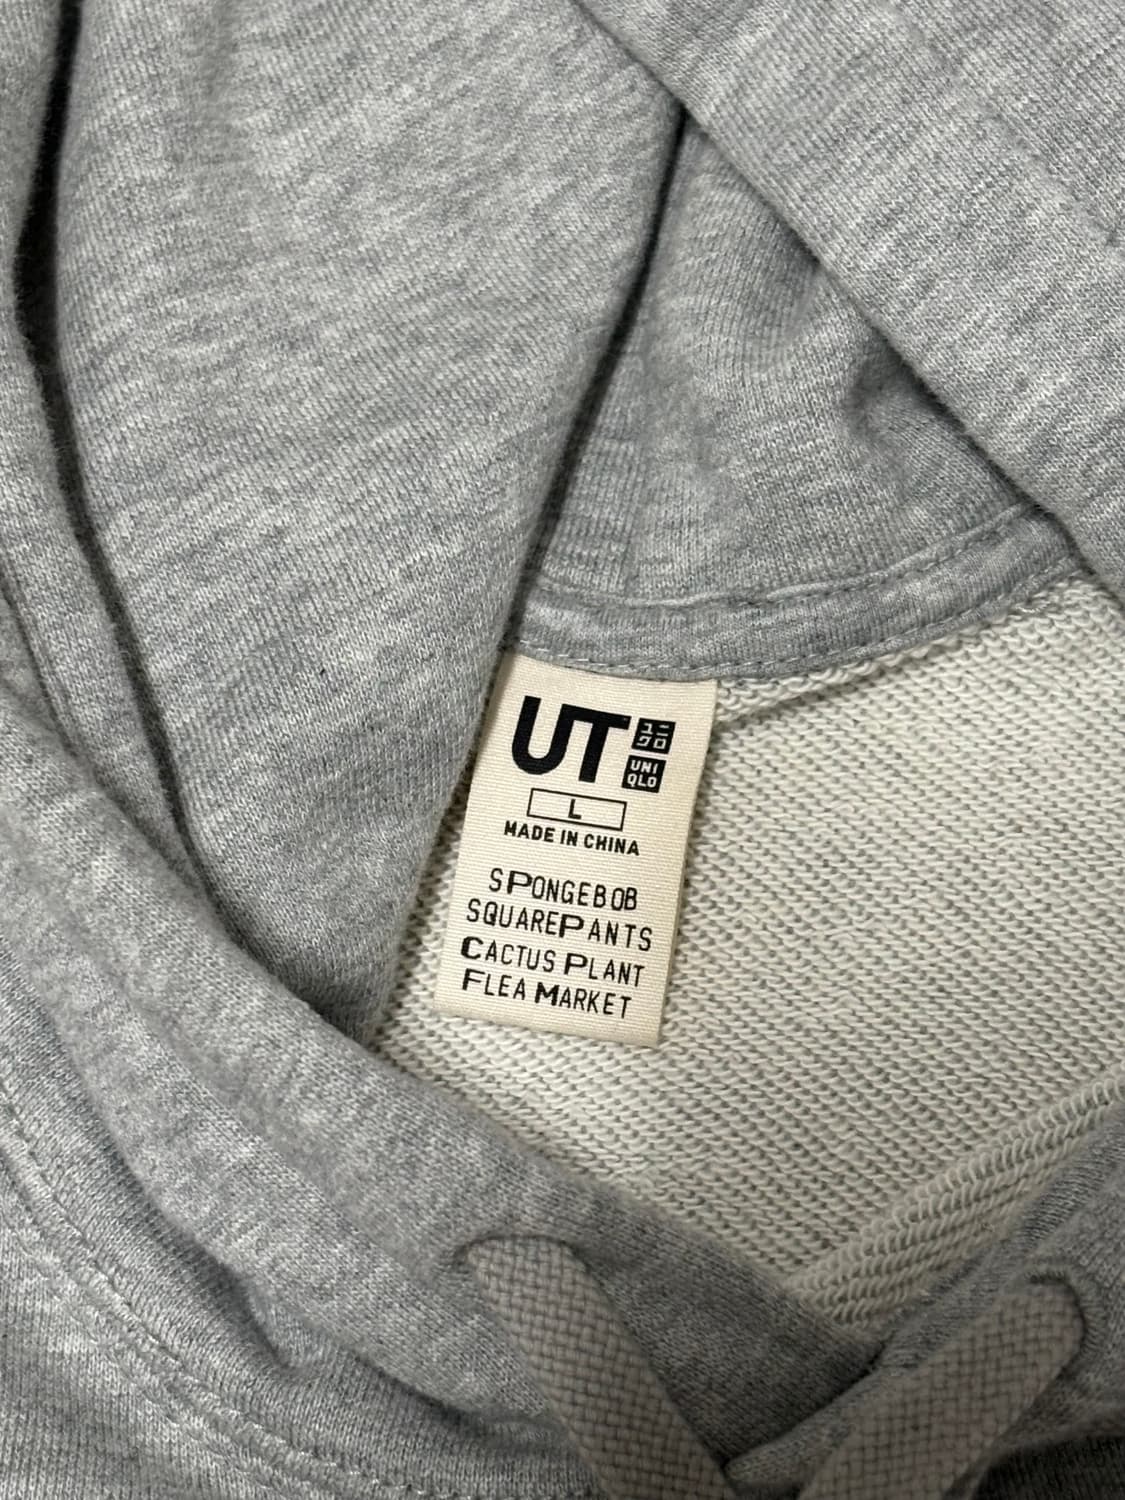 UT
ユニ
クロ
UNI
QLO
L
MADE IN CHINA
SPONGEBOB
SQUAREPANTS
CACTUS PLANT
FLEA MARKET